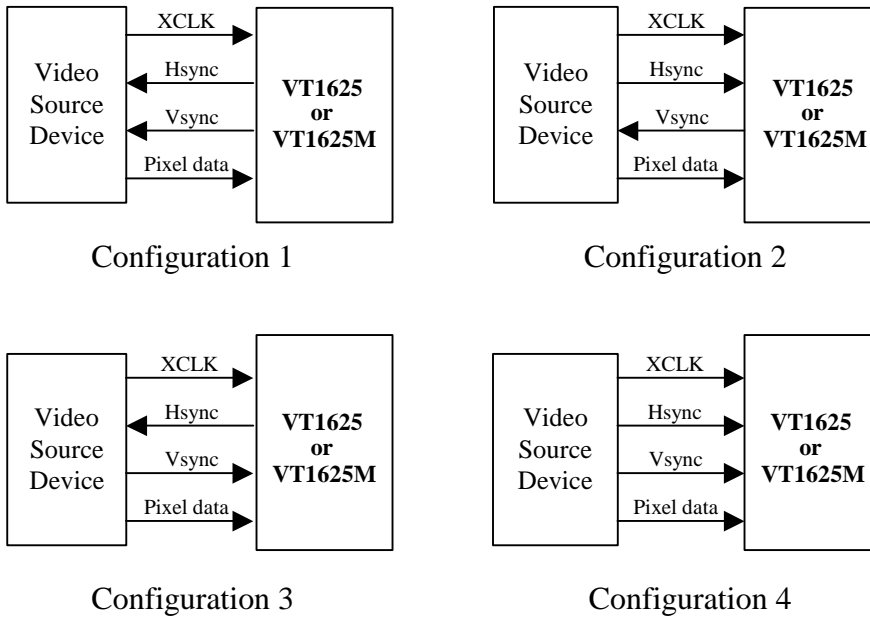 XCLK
Hsync
Vsync
Pixel data
Video
Source
Device
VT1625
or
VT1625M
Configuration 1
XCLK
Hsync
Vsync
Pixel data
Video
Source
Device
VT1625
or
VT1625M
Configuration 2
XCLK
Hsync
Vsync
Pixel data
Video
Source
Device
VT1625
or
VT1625M
Configuration 3
XCLK
Hsync
Vsync
Pixel data
Video
Source
Device
VT1625
or
VT1625M
Configuration 4